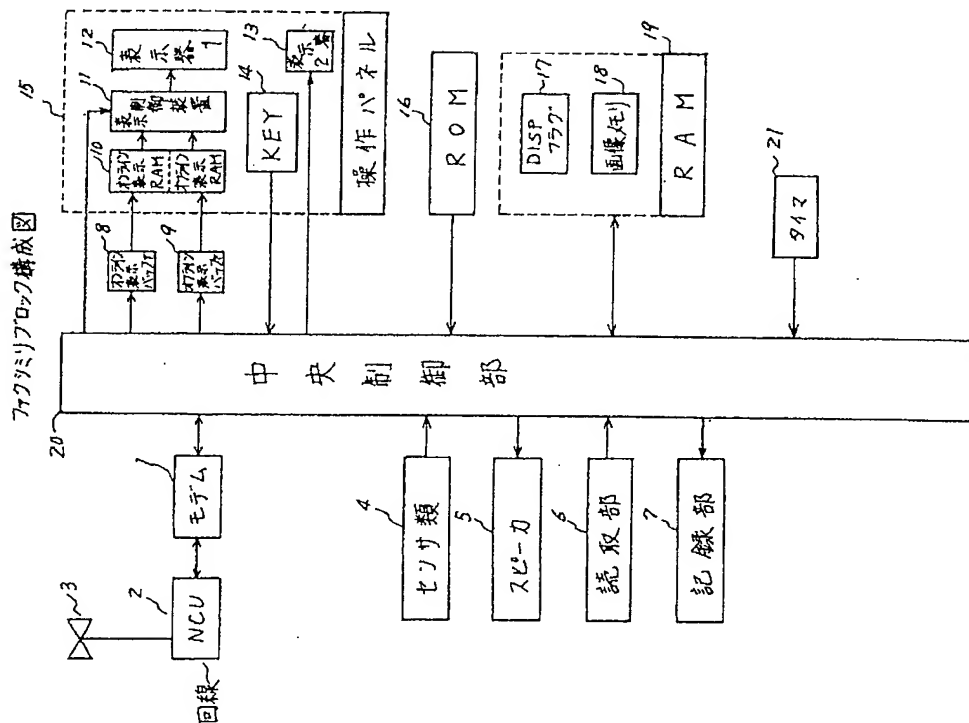 ファクシミリブロック構成図
15
12
表示器1
11
表示制御装置
110
オンライン表示RAM
オフライン表示RAM
8
オンライン表示バッファ
9
オフライン表示バッファ
14
KEY
13
表示器2
操作パネル
16
ROM
17
DISPフラグ
18
画像メモリ
19
RAM
21
タイマ
20
中央制御部
1
モデム
2
NCU
3
回線
4
センサ類
5
スピーカ
6
読取部
7
記録部